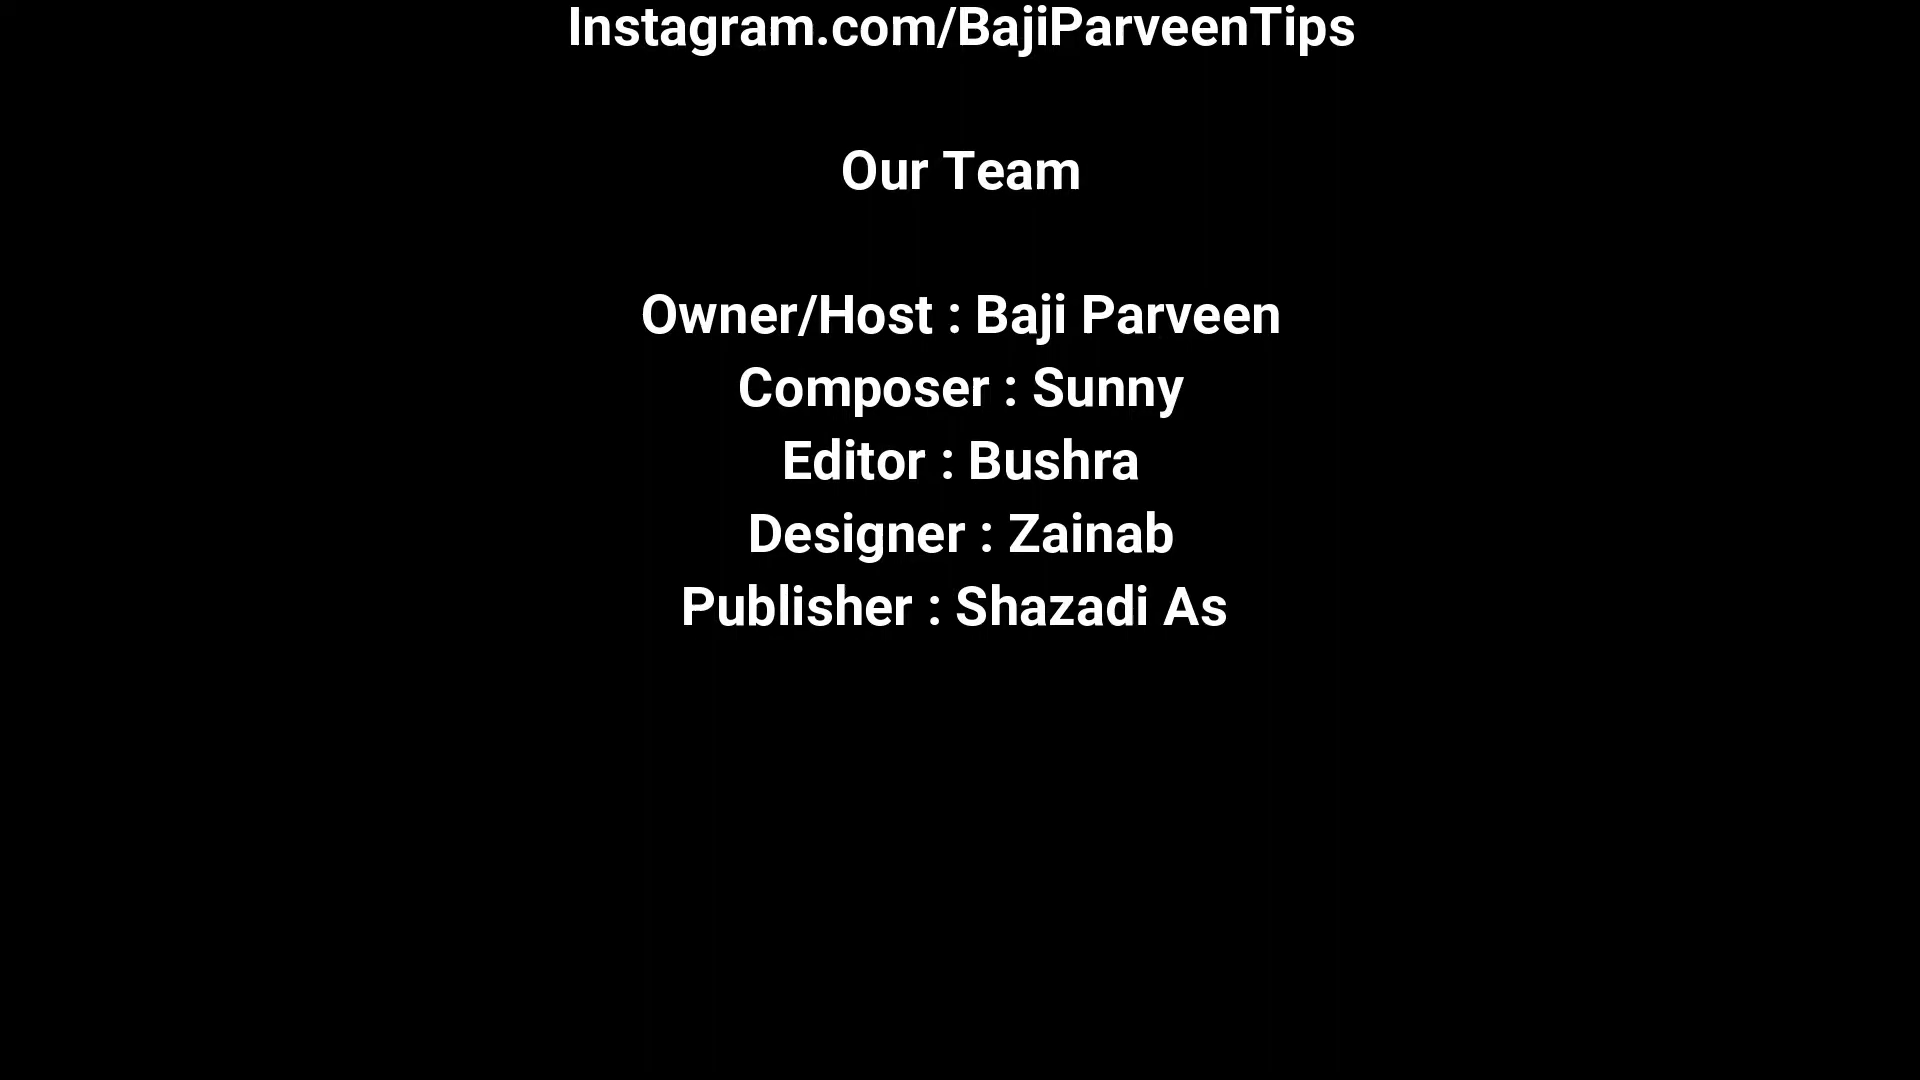 Instagram.com/BajiParveenTips
Our Team
Owner/Host : Baji Parveen
Composer : Sunny
Editor : Bushra
Designer : Zainab
Publisher : Shazadi As